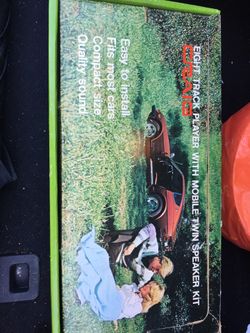 EIGHT TRACK PLAYER WITH MOBILE TWIN SPEAKER KIT
Easy to install
Fits most cars
Compact size
Quality sound